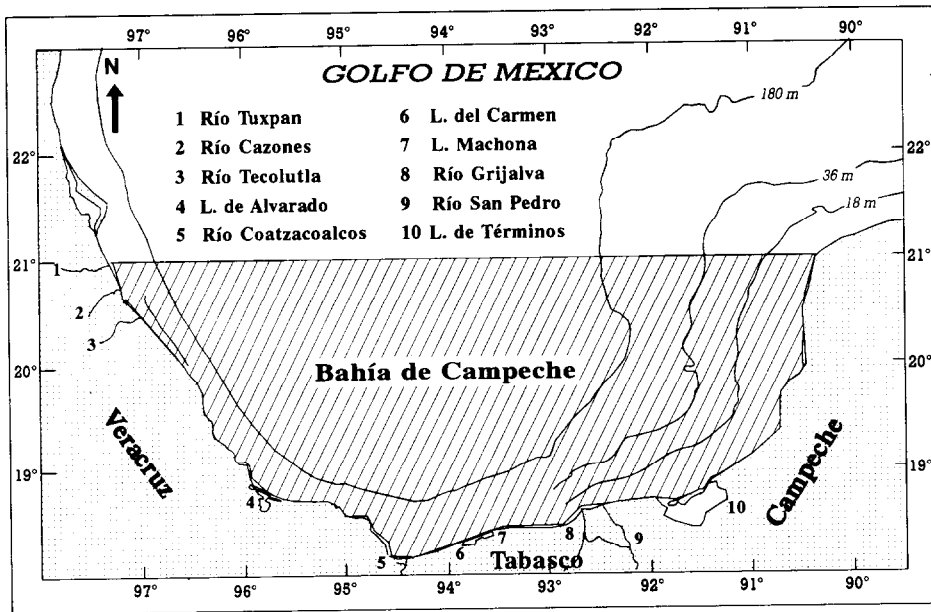 97° 96° 95° 94° 93° 92° 91° 90°
N
GOLFO DE MEXICO
180 m
1 Río Tuxpan
2 Río Cazones
3 Río Tecolutla
4 L. de Alvarado
5 Río Coatzacoalcos
6 L. del Carmen
7 L. Machona
8 Río Grijalva
9 Río San Pedro
10 L. de Términos
36 m
18 m
22° 22°
21° 21°
1
2
3
20° 20°
Bahía de Campeche
Veracruz
Campeche
19° 19°
4
10
5 6 7 8 9
Tabasco
97° 96° 95° 94° 93° 92° 91° 90°